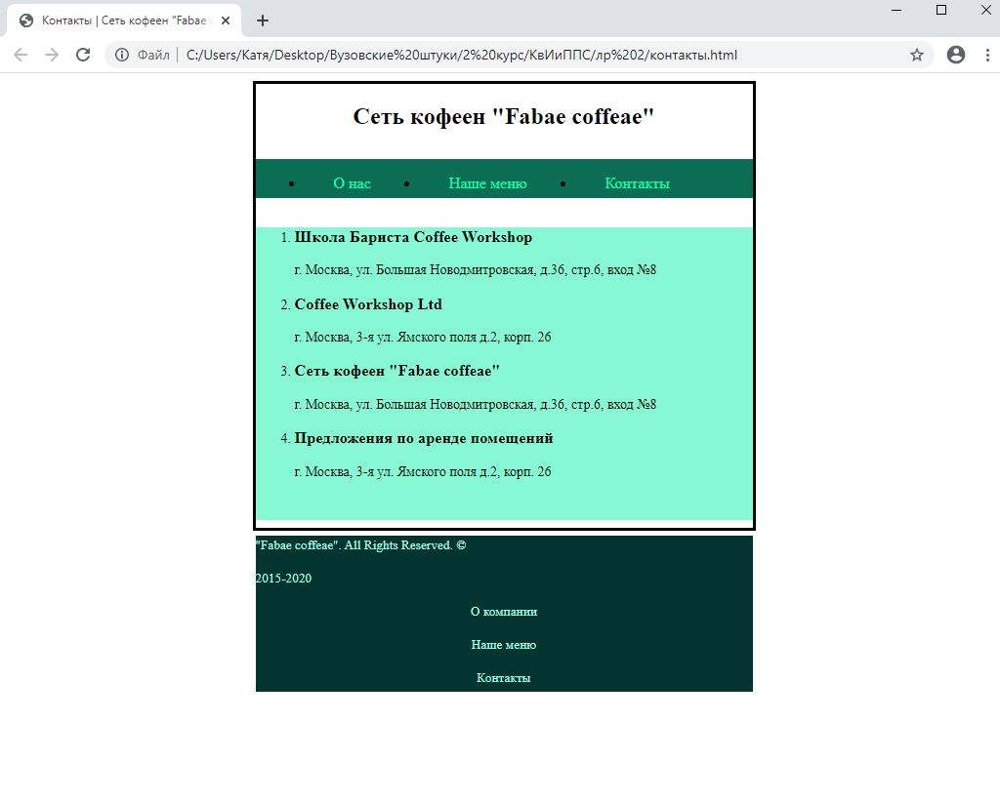 Контакты | Сеть кофеен "Fabae c
Файл
C:/Users/Катя/Desktop/Вузовские%20штуки/2%20курс/КвИиППС/лр%202/контакты.html
Сеть кофеен "Fabae coffeae"
О нас Наше меню Контакты
1. Школа Бариста Coffee Workshop
г. Москва, ул. Большая Новодмитровская, д.36, стр.6, вход №8
2. Coffee Workshop Ltd
г. Москва, 3-я ул. Ямского поля д.2, корп. 26
3. Сеть кофеен "Fabae coffeae"
г. Москва, ул. Большая Новодмитровская, д.36, стр.6, вход №8
4. Предложения по аренде помещений
г. Москва, 3-я ул. Ямского поля д.2, корп. 26
"Fabae coffeae". All Rights Reserved. ©
2015-2020
О компании
Наше меню
Контакты